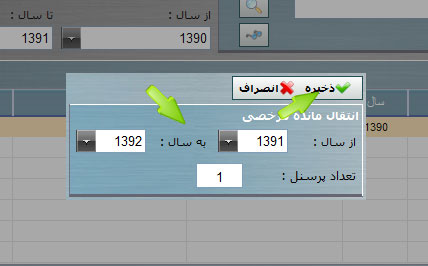 از سال :
تا سال :
1390
1391
ذخیره
انصراف
سال
انتقال مانده مرخصی
1390
از سال :
1391
به سال :
1392
تعداد پرسنل :
1